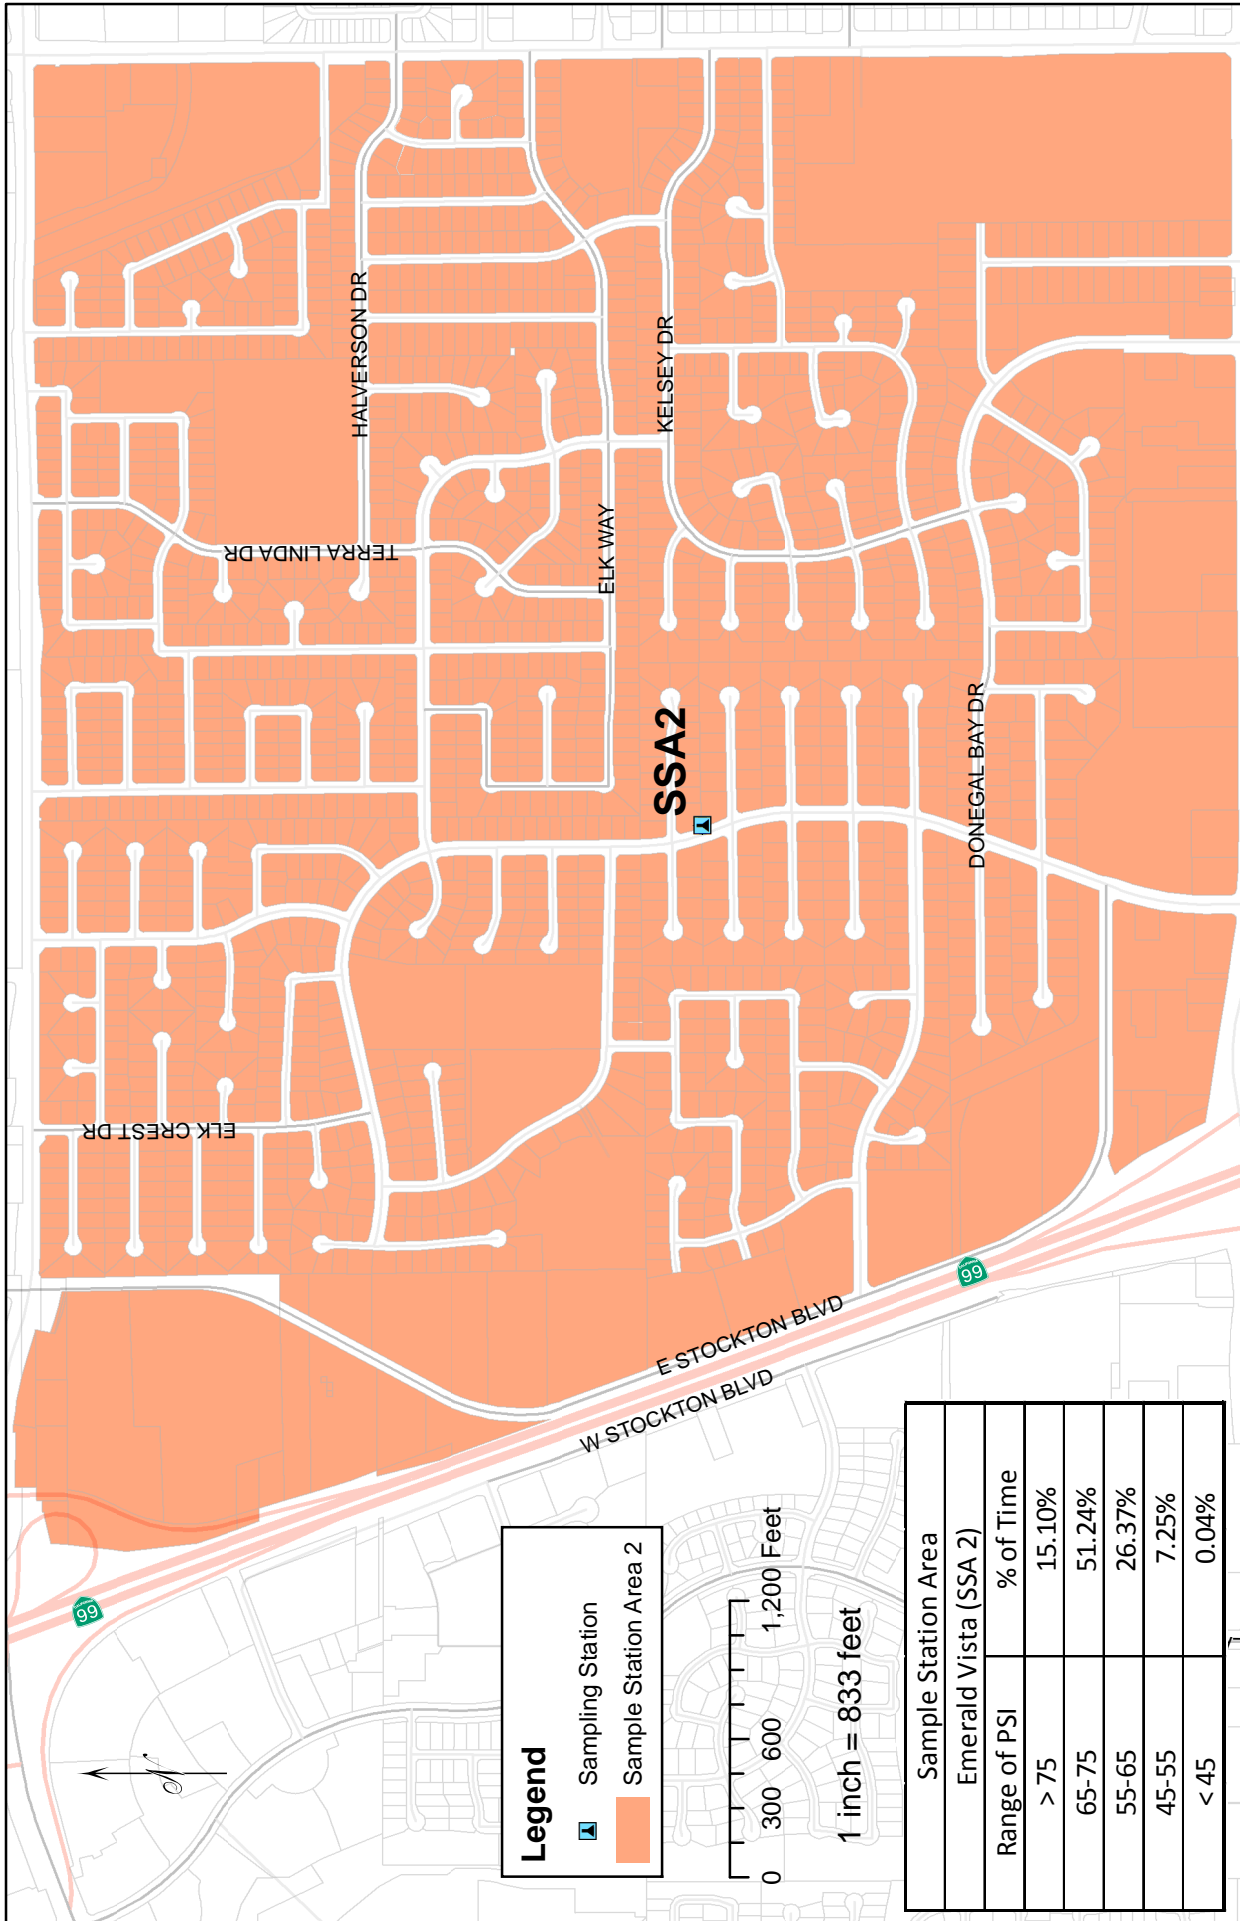 HALVERSON DR
TERRA LINDA DR
KELSEY DR
ELK WAY
SSA2
DONEGAL BAY DR
ELK CREST DR
E STOCKTON BLVD
W STOCKTON BLVD
99
99
N
Legend
Sampling Station
Sample Station Area 2
0 300 600 1,200 Feet
1 inch = 833 feet
Sample Station Area
Emerald Vista (SSA 2)
Range of PSI % of Time
> 75 15.10%
65-75 51.24%
55-65 26.37%
45-55 7.25%
< 45 0.04%